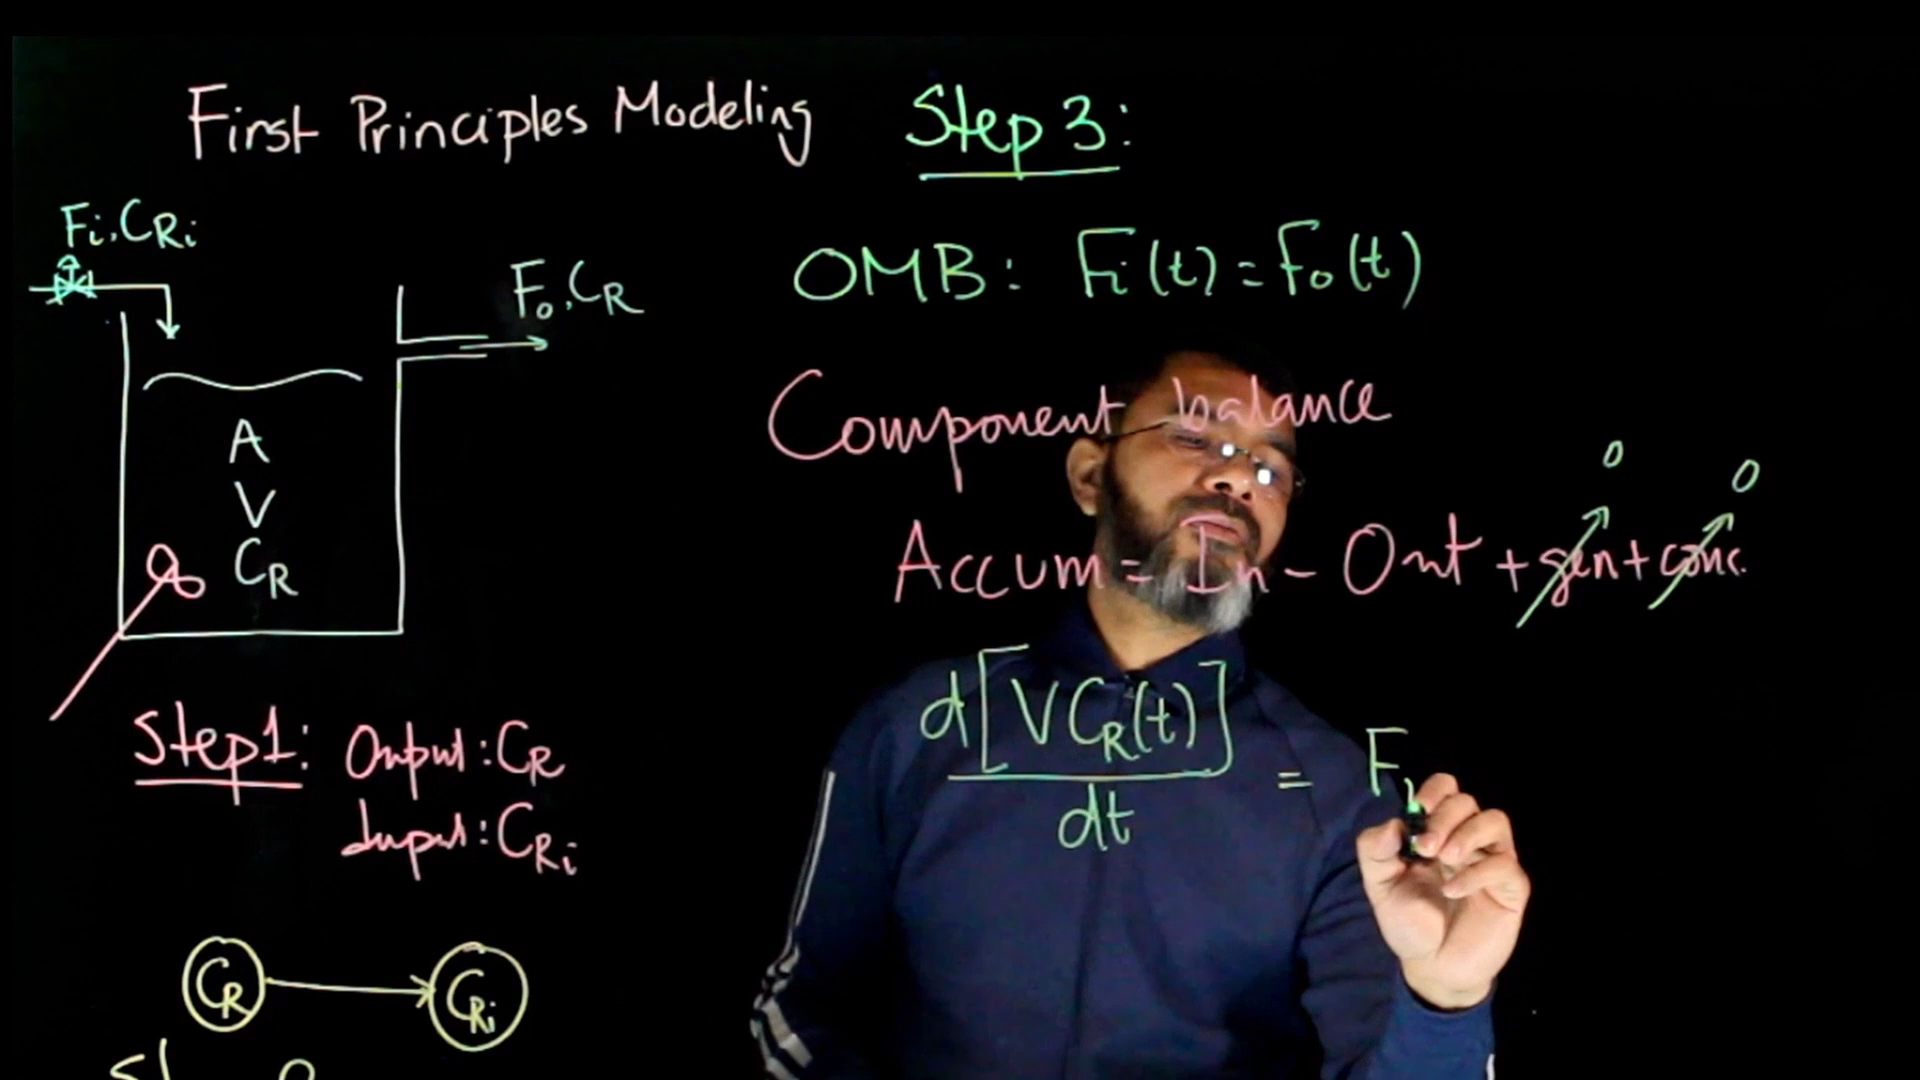 First Principles Modeling
Step 3:
Fi, CRi
Fo, CR
A
V
CR
OMB: Fi(t) = Fo(t)
Component balance
0 0
Accum = In - Out + gen + conc.
d[VCR(t)]
dt
= Fi
Step1: Output: CR
Input: CRi
CR
CRi